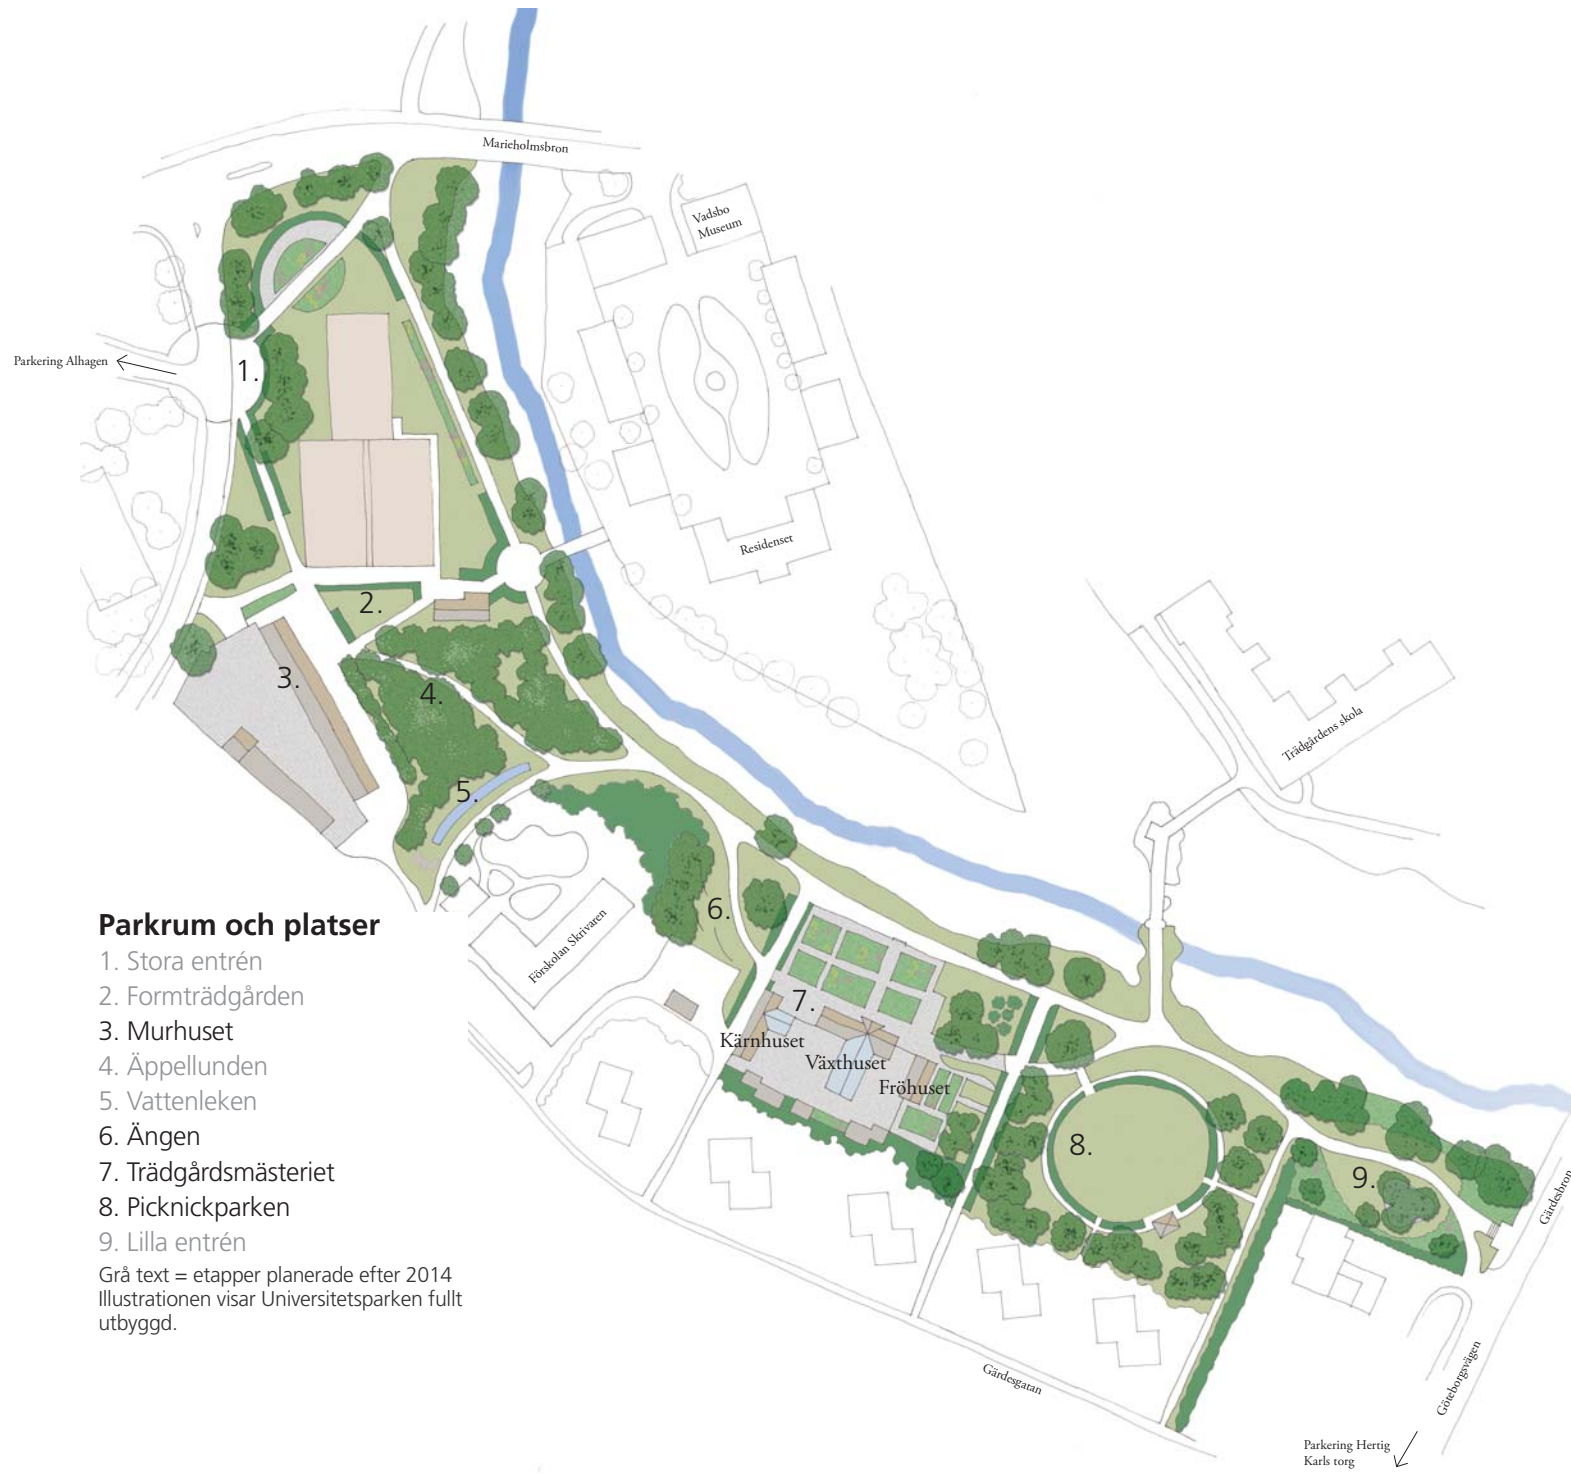 Marieholmsbron
Vadsbo
Museum
Parkering Alhagen
1.
Residenset
2.
3.
4.
Trädgårdens skola
5.
6.
Förskolan Skrivaren
7.
Kärnhuset
Växthuset
Fröhuset
8.
9.
Gärdesbron
Gärdesgatan
Göteborgsvägen
Parkering Hertig
Karls torg
Parkrum och platser
1. Stora entrén
2. Formträdgården
3. Murhuset
4. Äppellunden
5. Vattenleken
6. Ängen
7. Trädgårdsmästeriet
8. Picknickparken
9. Lilla entrén
Grå text = etapper planerade efter 2014
Illustrationen visar Universitetsparken fullt
utbyggd.